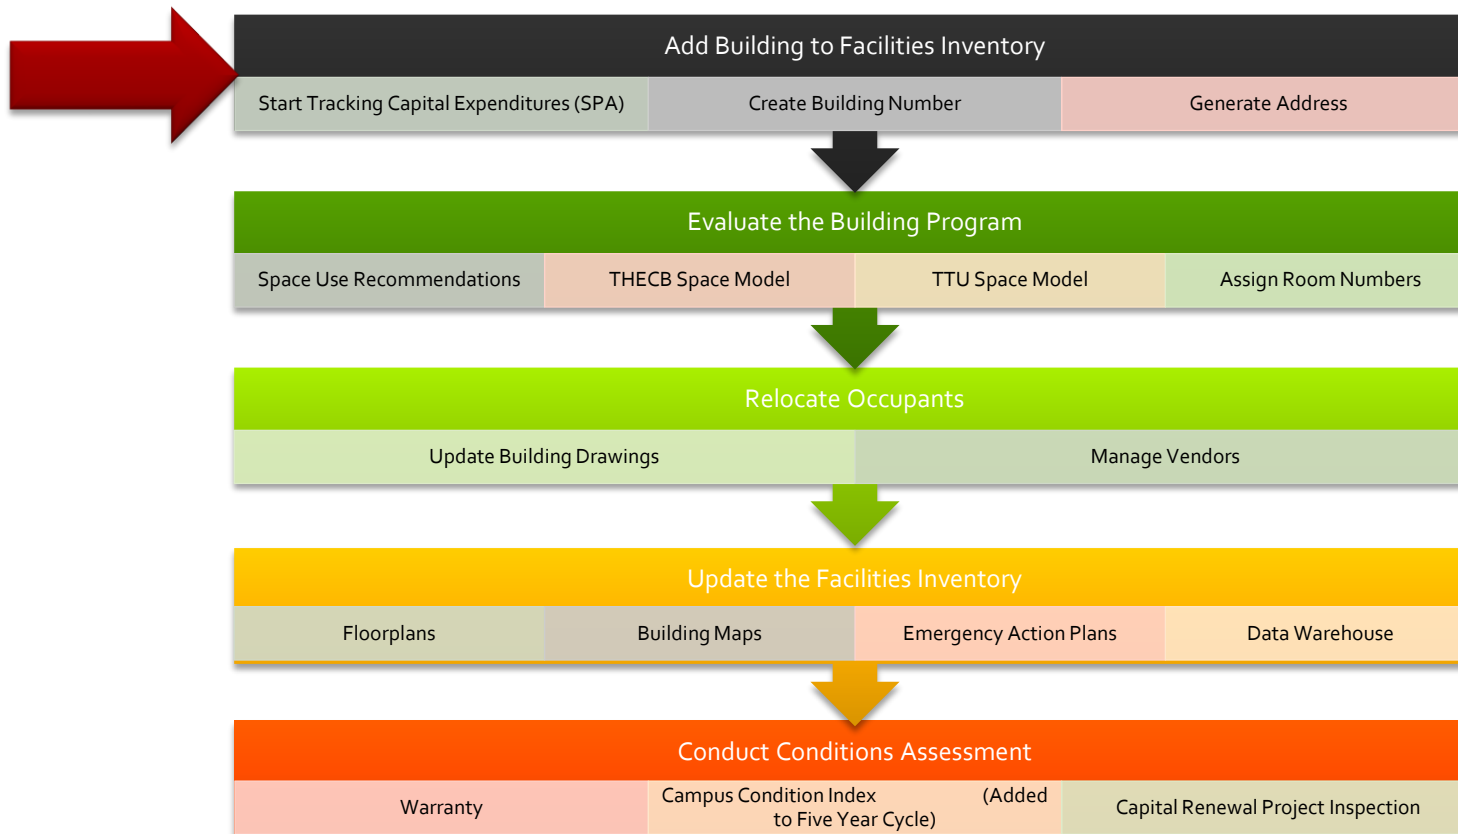 Add Building to Facilities Inventory
Start Tracking Capital Expenditures (SPA)
Create Building Number
Generate Address
Evaluate the Building Program
Space Use Recommendations
THECB Space Model
TTU Space Model
Assign Room Numbers
Relocate Occupants
Update Building Drawings
Manage Vendors
Update the Facilities Inventory
Floorplans
Building Maps
Emergency Action Plans
Data Warehouse
Conduct Conditions Assessment
Warranty
Campus Condition Index (Added
to Five Year Cycle)
Capital Renewal Project Inspection